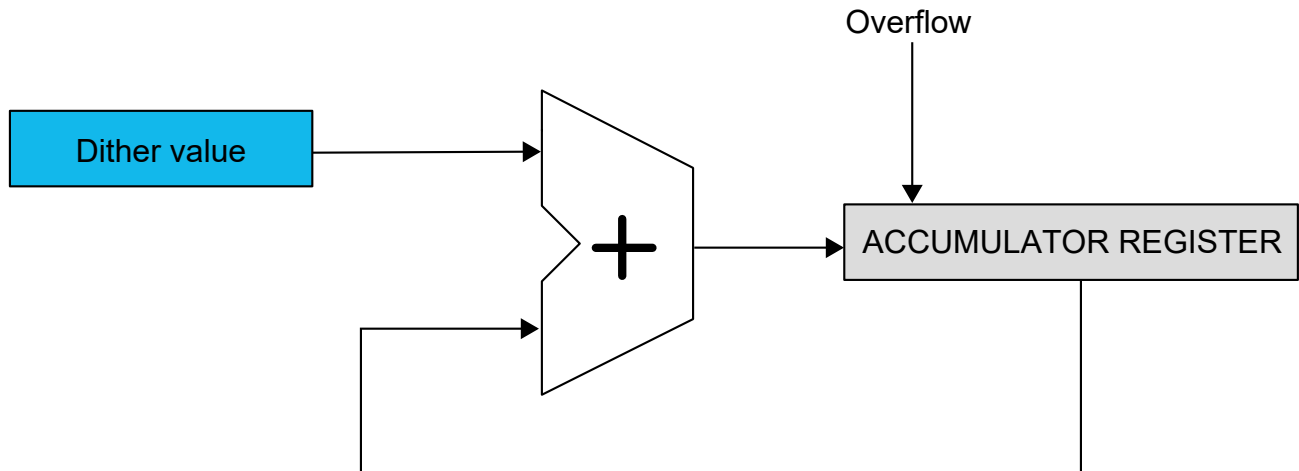 Overflow
Dither value
+
ACCUMULATOR REGISTER